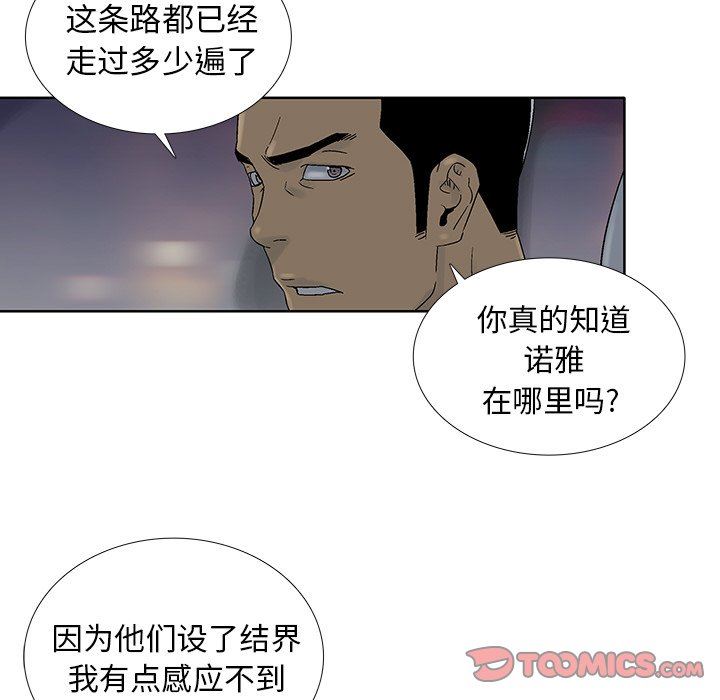 这条路都已经
走过多少遍了
你真的知道
诺雅
在哪里吗?
因为他们设了结界
我有点感应不到
TOOMICS.COM